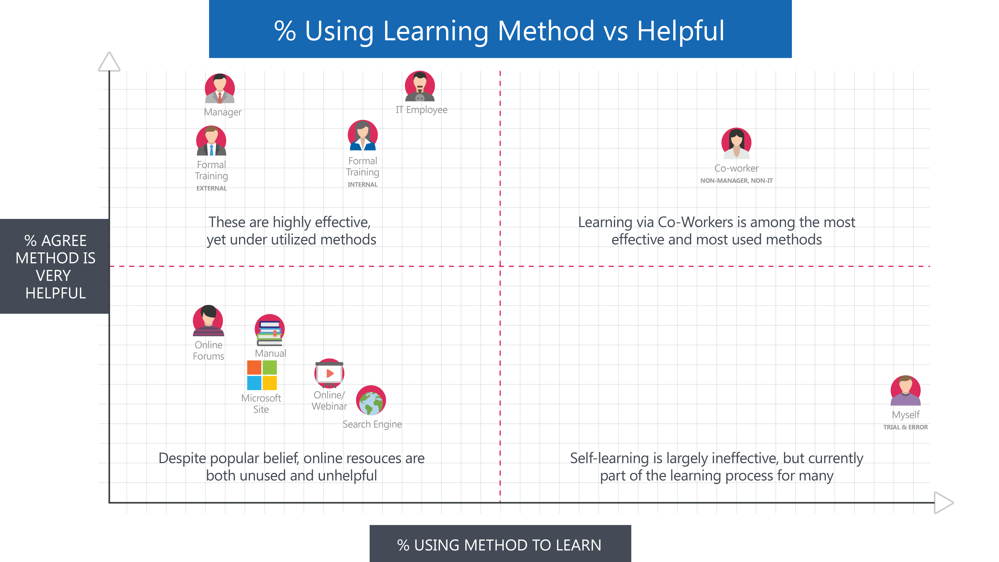 % Using Learning Method vs Helpful
Manager
IT Employee
Formal
Training
EXTERNAL
Formal
Training
INTERNAL
Co-worker
NON-MANAGER, NON-IT
These are highly effective,
yet under utilized methods
Learning via Co-Workers is among the most
effective and most used methods
% AGREE
METHOD IS
VERY
HELPFUL
Online
Forums
Manual
Microsoft
Site
Online/
Webinar
Search Engine
Myself
TRIAL & ERROR
Despite popular belief, online resouces are
both unused and unhelpful
Self-learning is largely ineffective, but currently
part of the learning process for many
% USING METHOD TO LEARN